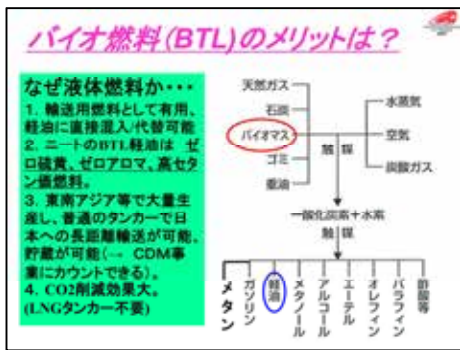 バイオ燃料(BTL)のメリットは？
なぜ液体燃料か・・・
1. 輸送用燃料として有用、
軽油に直接混入/代替可能
2. ニートのBTL軽油は ゼ
ロ硫黄、ゼロアロマ、高セタ
ン価燃料。
3. 東南アジア等で大量生
産し、普通のタンカーで日
本への長距離輸送が可能、
貯蔵が可能(→ CDM事
業にカウントできる)。
4. CO2削減効果大。
(LNGタンカー不要)
天然ガス
石炭
バイオマス
ゴミ
重油
水蒸気
空気
炭酸ガス
触 媒
一酸化炭素+水素
触 媒
メタン
ガソリン
軽油
メタノール
アルコール
エーテル
オレフィン
パラフィン
酢酸等